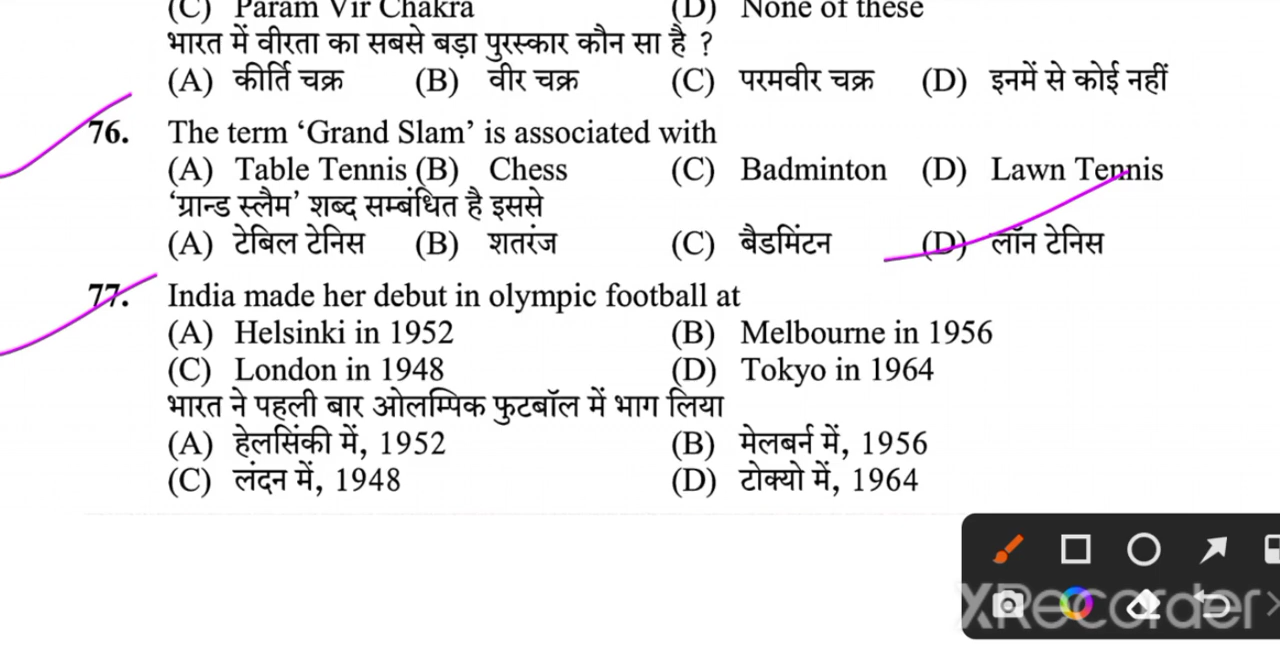 (C) Param Vir Chakra (D) None of these
भारत में वीरता का सबसे बड़ा पुरस्कार कौन सा है ?
(A) कीर्ति चक्र (B) वीर चक्र (C) परमवीर चक्र (D) इनमें से कोई नहीं
76. The term ‘Grand Slam’ is associated with
(A) Table Tennis (B) Chess (C) Badminton (D) Lawn Tennis
‘ग्रान्ड स्लैम’ शब्द सम्बंधित है इससे
(A) टेबिल टेनिस (B) शतरंज (C) बैडमिंटन (D) लॉन टेनिस
77. India made her debut in olympic football at
(A) Helsinki in 1952 (B) Melbourne in 1956
(C) London in 1948 (D) Tokyo in 1964
भारत ने पहली बार ओलम्पिक फुटबॉल में भाग लिया
(A) हेलसिंकी में, 1952 (B) मेलबर्न में, 1956
(C) लंदन में, 1948 (D) टोक्यो में, 1964
XRecorder